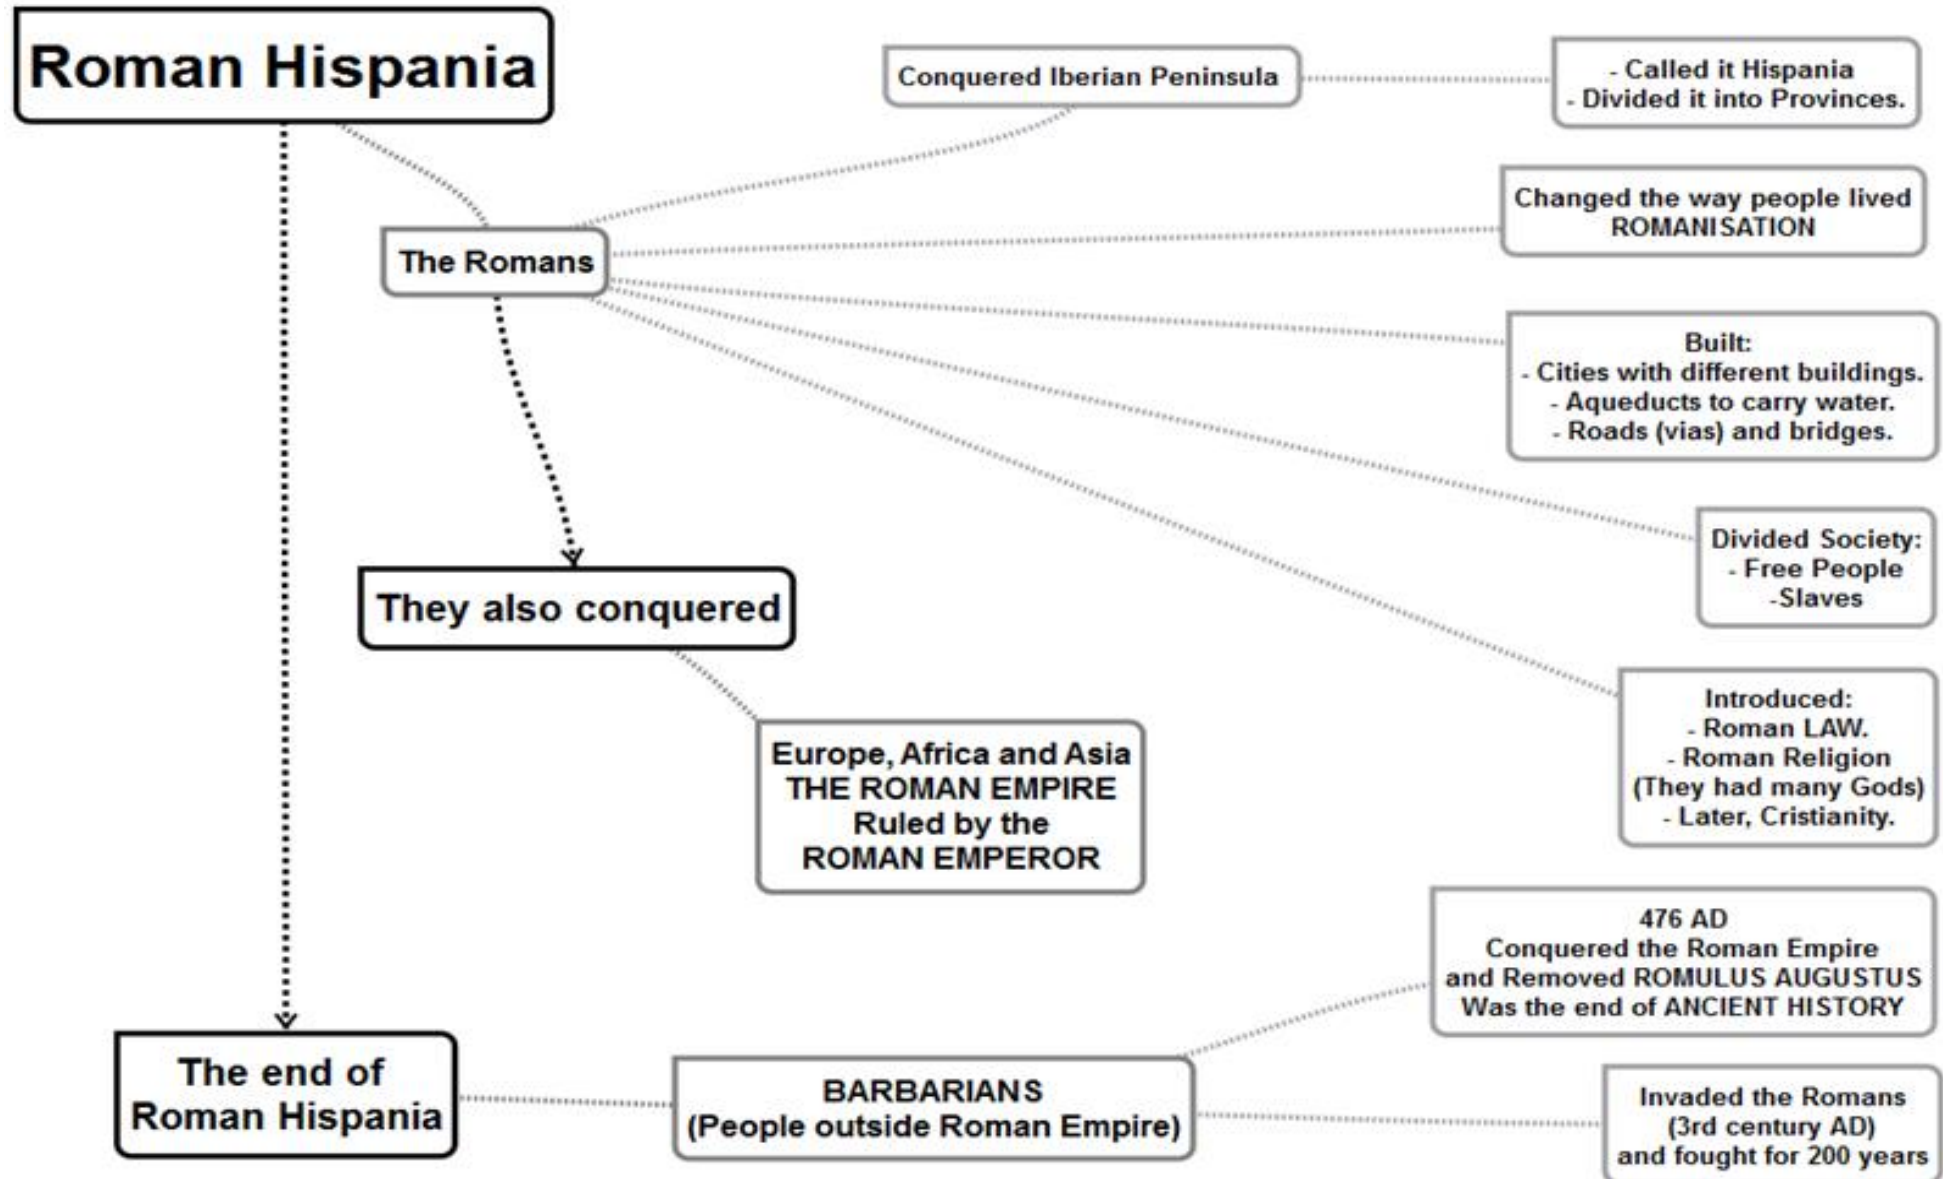 Roman Hispania
Conquered Iberian Peninsula
- Called it Hispania
- Divided it into Provinces.
Changed the way people lived
ROMANISATION
The Romans
Built:
- Cities with different buildings.
- Aqueducts to carry water.
- Roads (vias) and bridges.
Divided Society:
- Free People
-Slaves
They also conquered
Introduced:
- Roman LAW.
- Roman Religion
(They had many Gods)
- Later, Cristianity.
Europe, Africa and Asia
THE ROMAN EMPIRE
Ruled by the
ROMAN EMPEROR
476 AD
Conquered the Roman Empire
and Removed ROMULUS AUGUSTUS
Was the end of ANCIENT HISTORY
The end of
Roman Hispania
BARBARIANS
(People outside Roman Empire)
Invaded the Romans
(3rd century AD)
and fought for 200 years